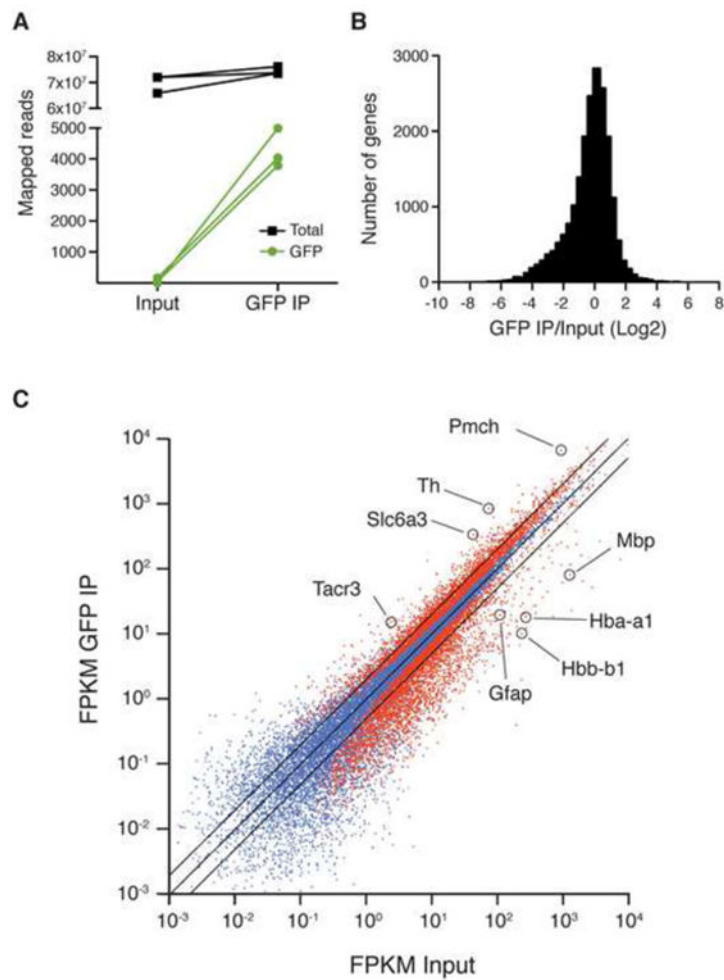 A
8x10⁷
7x10⁷
6x10⁷
5000
4000
3000
2000
1000
Mapped reads
Total
GFP
Input GFP IP
B
3000
2000
1000
0
Number of genes
-10 -8 -6 -4 -2 0 2 4 6 8
GFP IP/Input (Log2)
C
10⁴
10³
10²
10¹
10⁰
10⁻¹
10⁻²
10⁻³
FPKM GFP IP
Pmch
Th
Slc6a3
Tacr3
Mbp
Hba-a1
Hbb-b1
Gfap
10⁻³ 10⁻² 10⁻¹ 10⁰ 10¹ 10² 10³ 10⁴
FPKM Input